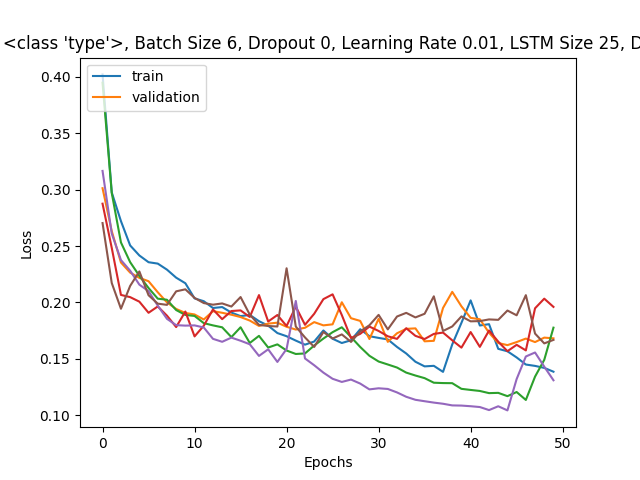 <class 'type'>, Batch Size 6, Dropout 0, Learning Rate 0.01, LSTM Size 25, D
train
validation
0.40
0.35
0.30
0.25
0.20
0.15
0.10
Loss
0 10 20 30 40 50
Epochs